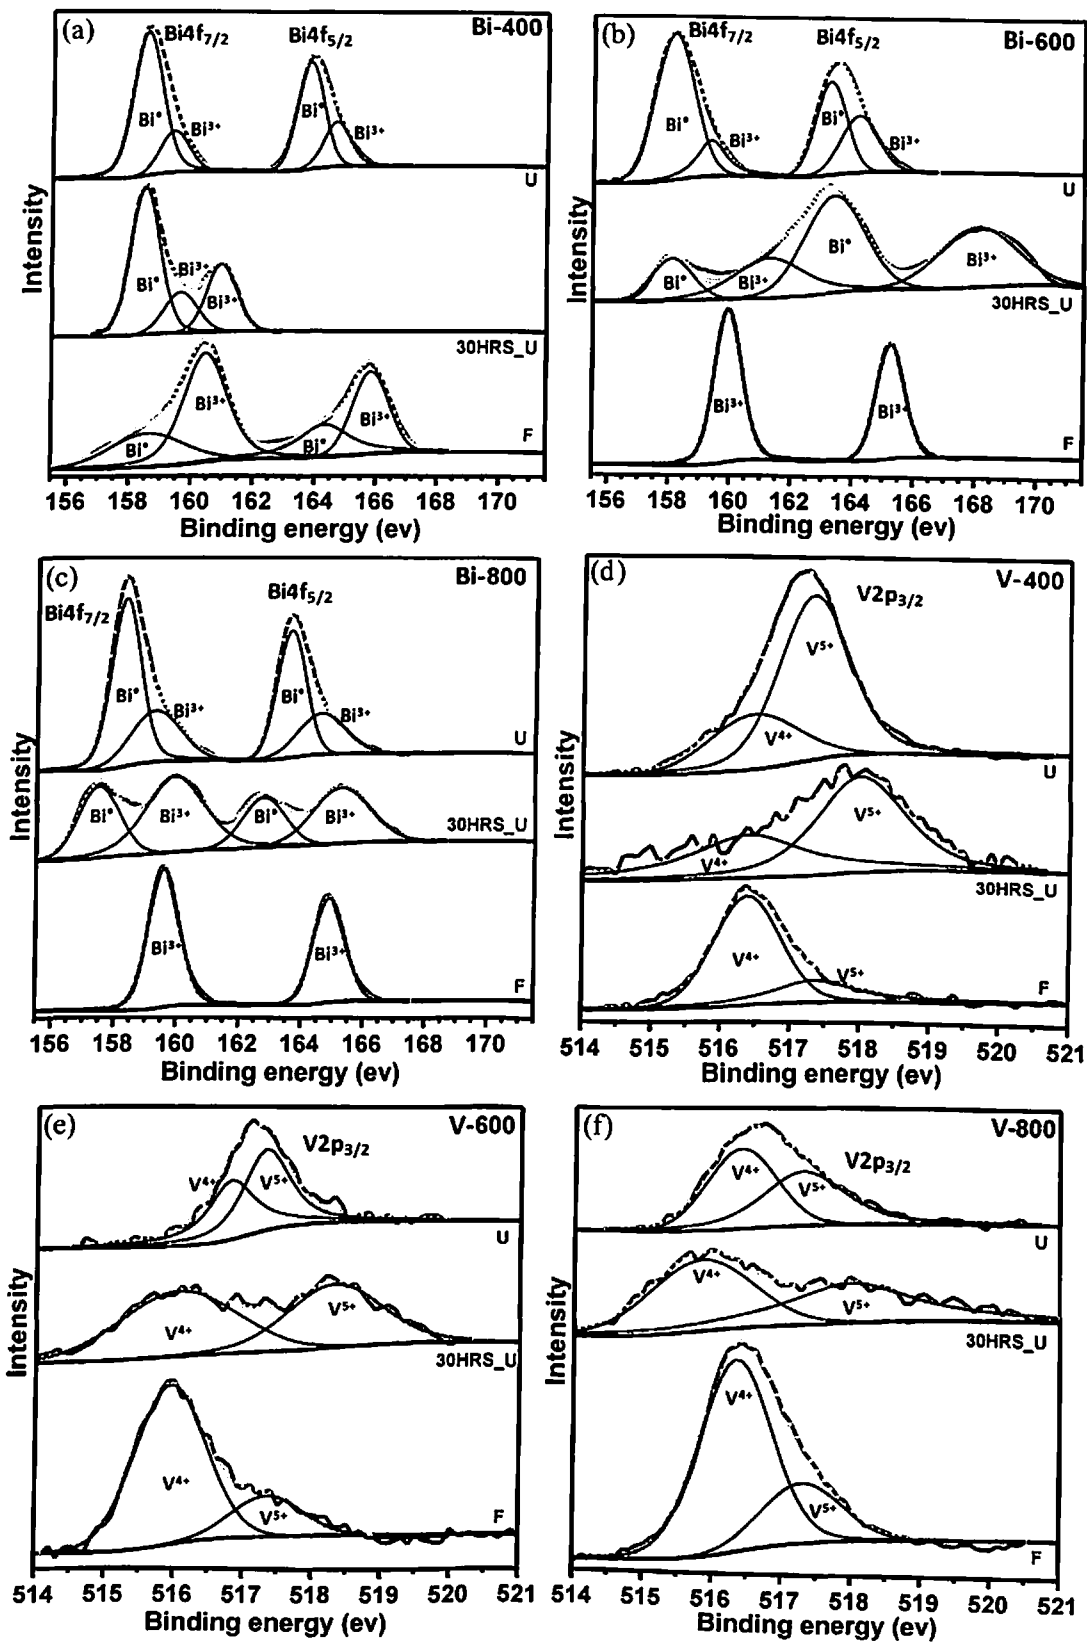 (a) Bi4f7/2 Bi4f5/2 Bi-400
Bi° Bi3+ Bi° Bi3+
U
Bi° Bi3+ Bi3+
30HRS_U
Bi° Bi3+ Bi° Bi3+
F
Intensity
156 158 160 162 164 166 168 170
Binding energy (ev)
(b) Bi4f7/2 Bi4f5/2 Bi-600
Bi° Bi3+ Bi° Bi3+
U
Bi° Bi3+ Bi° Bi3+
30HRS_U
Bi3+ Bi3+
F
Intensity
156 158 160 162 164 166 168 170
Binding energy (ev)
(c) Bi4f7/2 Bi4f5/2 Bi-800
Bi° Bi3+ Bi° Bi3+
U
Bi° Bi3+ Bi° Bi3+
30HRS_U
Bi3+ Bi3+
F
Intensity
156 158 160 162 164 166 168 170
Binding energy (ev)
(d) V2p3/2 V-400
V5+
V4+
U
V4+ V5+
30HRS_U
V4+ V5+
F
Intensity
514 515 516 517 518 519 520 521
Binding energy (ev)
(e) V2p3/2 V-600
V4+ V5+
U
V4+ V5+
30HRS_U
V4+ V5+
F
Intensity
514 515 516 517 518 519 520 521
Binding energy (ev)
(f) V2p3/2 V-800
V4+ V5+
U
V4+ V5+
30HRS_U
V4+ V5+
F
Intensity
514 515 516 517 518 519 520 521
Binding energy (ev)